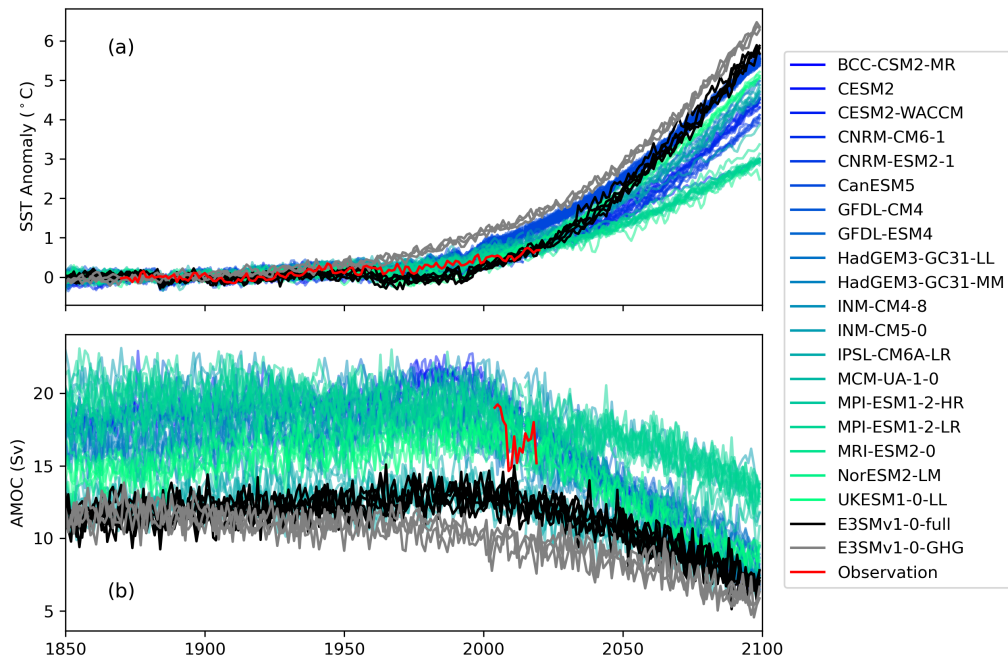 (a)
SST Anomaly (°C)
6
5
4
3
2
1
0
(b)
AMOC (Sv)
20
15
10
5
1850
1900
1950
2000
2050
2100
BCC-CSM2-MR
CESM2
CESM2-WACCM
CNRM-CM6-1
CNRM-ESM2-1
CanESM5
GFDL-CM4
GFDL-ESM4
HadGEM3-GC31-LL
HadGEM3-GC31-MM
INM-CM4-8
INM-CM5-0
IPSL-CM6A-LR
MCM-UA-1-0
MPI-ESM1-2-HR
MPI-ESM1-2-LR
MRI-ESM2-0
NorESM2-LM
UKESM1-0-LL
E3SMv1-0-full
E3SMv1-0-GHG
Observation